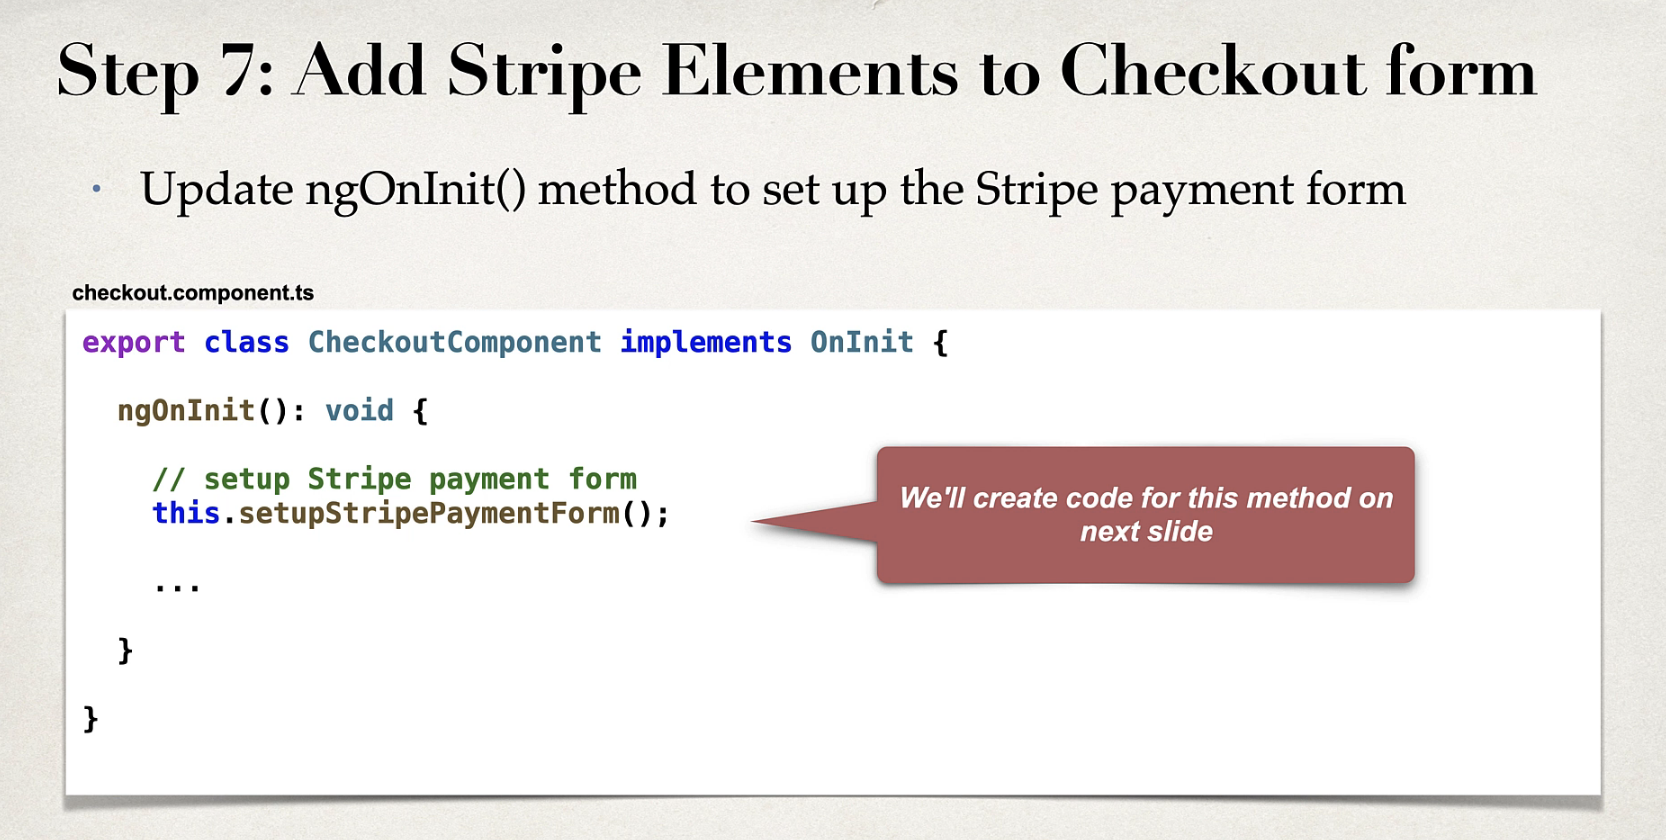 Step 7: Add Stripe Elements to Checkout form
• Update ngOnInit() method to set up the Stripe payment form
checkout.component.ts
export class CheckoutComponent implements OnInit {
ngOnInit(): void {
// setup Stripe payment form
this.setupStripePaymentForm();
We'll create code for this method on
next slide
...
}
}